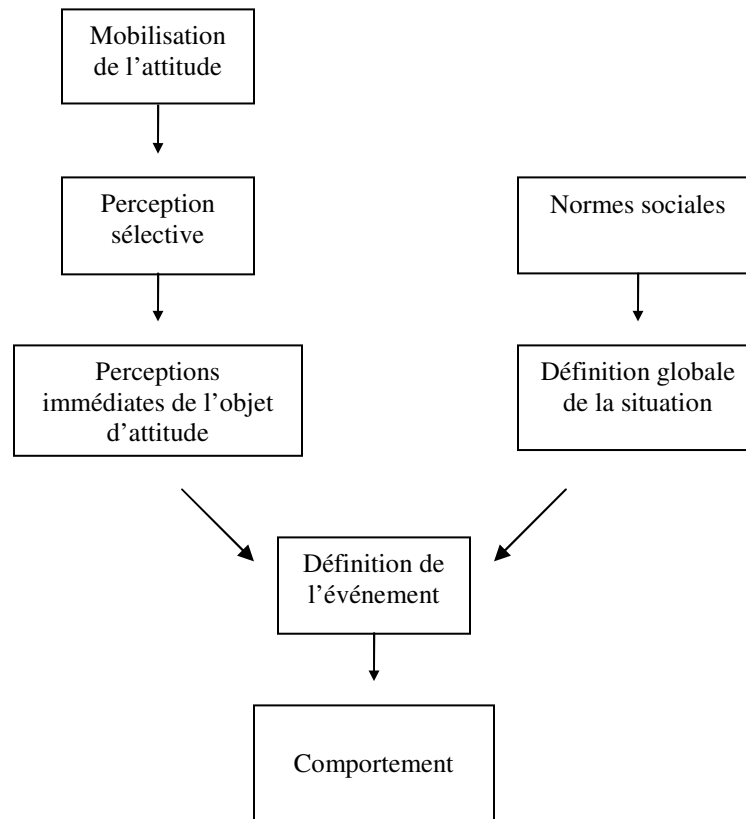 Mobilisation
de l’attitude
Perception
sélective
Normes sociales
Perceptions
immédiates de l’objet
d’attitude
Définition globale
de la situation
Définition de
l’événement
Comportement